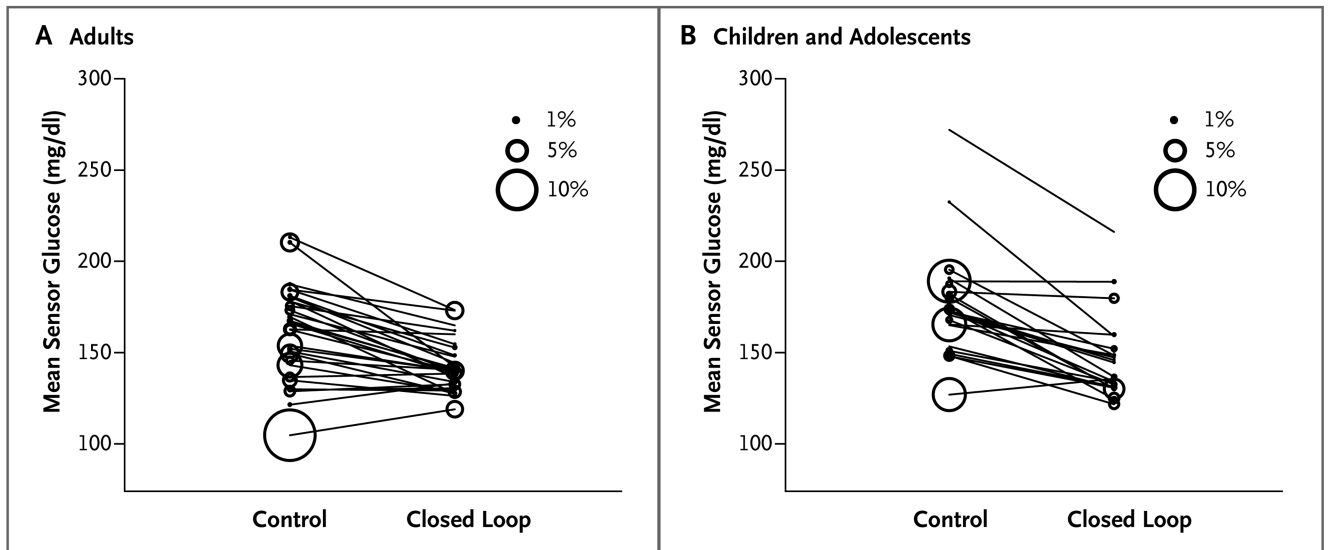 A Adults
Mean Sensor Glucose (mg/dl)
300
250
200
150
100
1%
5%
10%
Control
Closed Loop
B Children and Adolescents
Mean Sensor Glucose (mg/dl)
300
250
200
150
100
1%
5%
10%
Control
Closed Loop